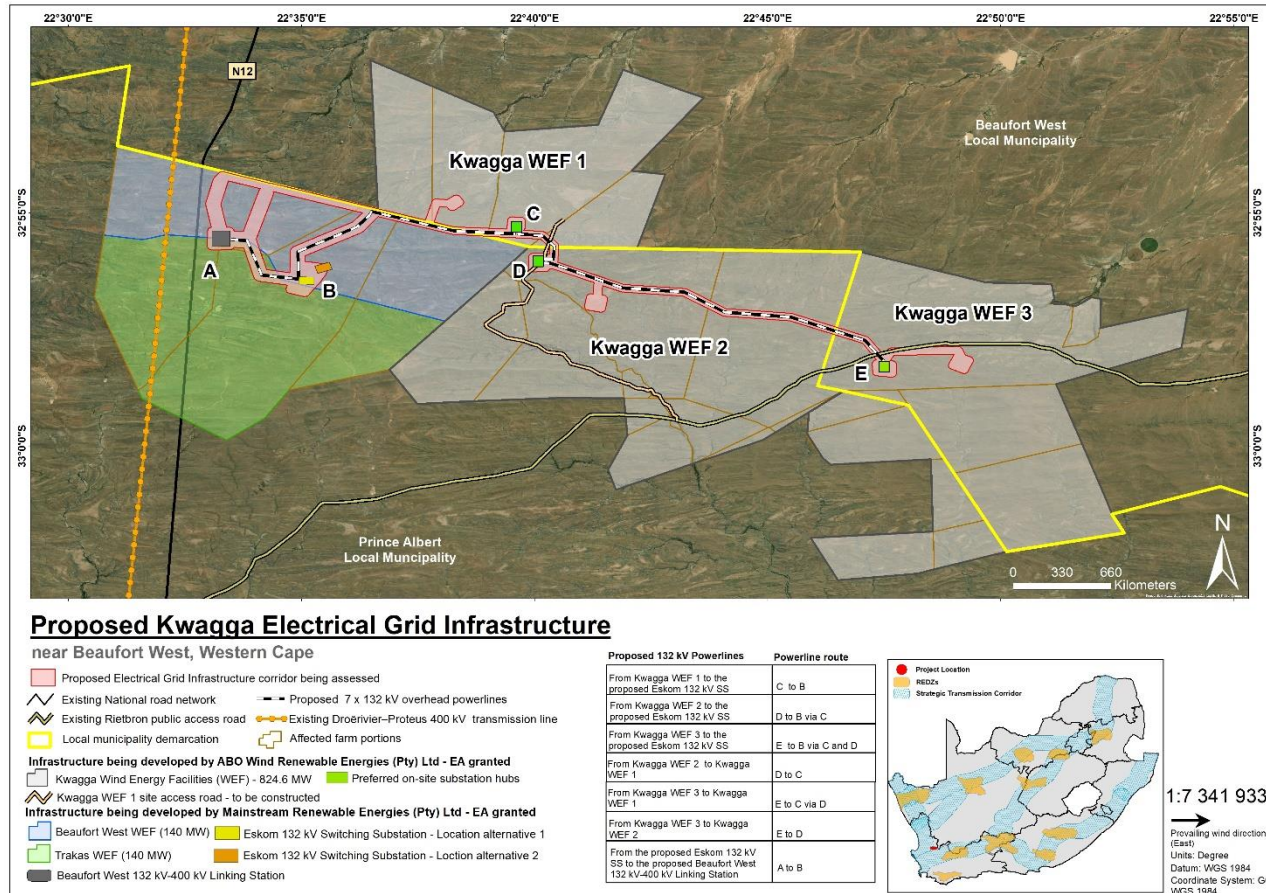 22°30'0"E 22°35'0"E 22°40'0"E 22°45'0"E 22°50'0"E 22°55'0"E
N12
Beaufort West
Local Muncipality
Kwagga WEF 1
32°55'0"S
32°55'0"S
C
A
D
B
Kwagga WEF 3
Kwagga WEF 2
E
33°0'0"S
33°0'0"S
Prince Albert
Local Muncipality
N
0 330 660
Kilometers
Proposed Kwagga Electrical Grid Infrastructure
near Beaufort West, Western Cape
Proposed Electrical Grid Infrastructure corridor being assessed
Existing National road network
Proposed 7 x 132 kV overhead powerlines
Existing Rietbron public access road
Existing Droërivier–Proteus 400 kV transmission line
Local municipality demarcation
Affected farm portions
Infrastructure being developed by ABO Wind Renewable Energies (Pty) Ltd - EA granted
Kwagga Wind Energy Facilities (WEF) - 824.6 MW
Preferred on-site substation hubs
Kwagga WEF 1 site access road - to be constructed
Infrastructure being developed by Mainstream Renewable Energies (Pty) Ltd - EA granted
Beaufort West WEF (140 MW)
Eskom 132 kV Switching Substation - Location alternative 1
Trakas WEF (140 MW)
Eskom 132 kV Switching Substation - Loction alternative 2
Beaufort West 132 kV-400 kV Linking Station
Proposed 132 kV Powerlines Powerline route
From Kwagga WEF 1 to the
proposed Eskom 132 kV SS
C to B
From Kwagga WEF 2 to the
proposed Eskom 132 kV SS
D to B via C
From Kwagga WEF 3 to the
proposed Eskom 132 kV SS
E to B via C and D
From Kwagga WEF 2 to Kwagga
WEF 1
D to C
From Kwagga WEF 3 to Kwagga
WEF 1
E to C via D
From Kwagga WEF 3 to Kwagga
WEF 2
E to D
From the proposed Eskom 132 kV
SS to the proposed Beaufort West
132 kV-400 kV Linking Station
A to B
Project Location
REDZs
Strategic Transmission Corridor
1:7 341 933
Prevailing wind direction
(East)
Units: Degree
Datum: WGS 1984
Coordinate System:
WGS 1984